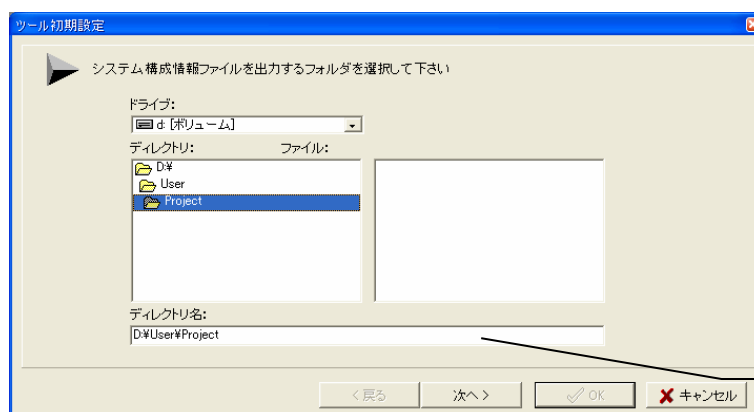 ツール初期設定
システム構成情報ファイルを出力するフォルダを選択して下さい
ドライブ:
d: [ボリューム]
ディレクトリ: ファイル:
D:¥
User
Project
ディレクトリ名:
D:¥User¥Project
< 戻る 次へ > OK キャンセル